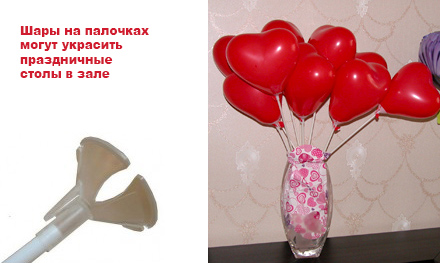 Шары на палочках
могут украсить
праздничные
столы в зале